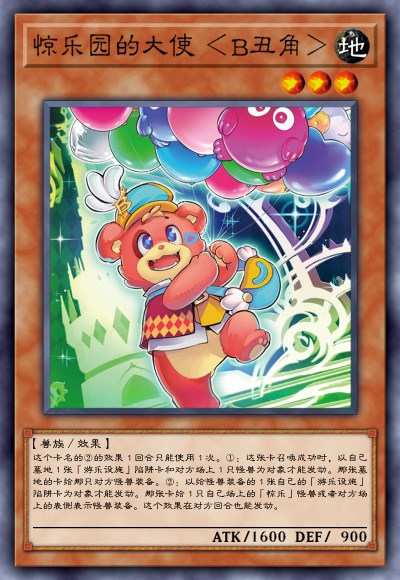 惊乐园的大使 <B丑角>
地
【兽族/效果】
这个卡名的②的效果1回合只能使用1次。①:这张卡召唤成功时,以自己
墓地1张「游乐设施」陷阱卡和对方场上1只怪兽为对象才能发动。那张墓
地的卡给那只对方怪兽装备。②:以给怪兽装备的1张自己的「游乐设施」
陷阱卡为对象才能发动。那张卡给1只自己场上的「惊乐」怪兽或者对方场
上的表侧表示怪兽装备。这个效果在对方回合也能发动。
ATK/1600 DEF/ 900